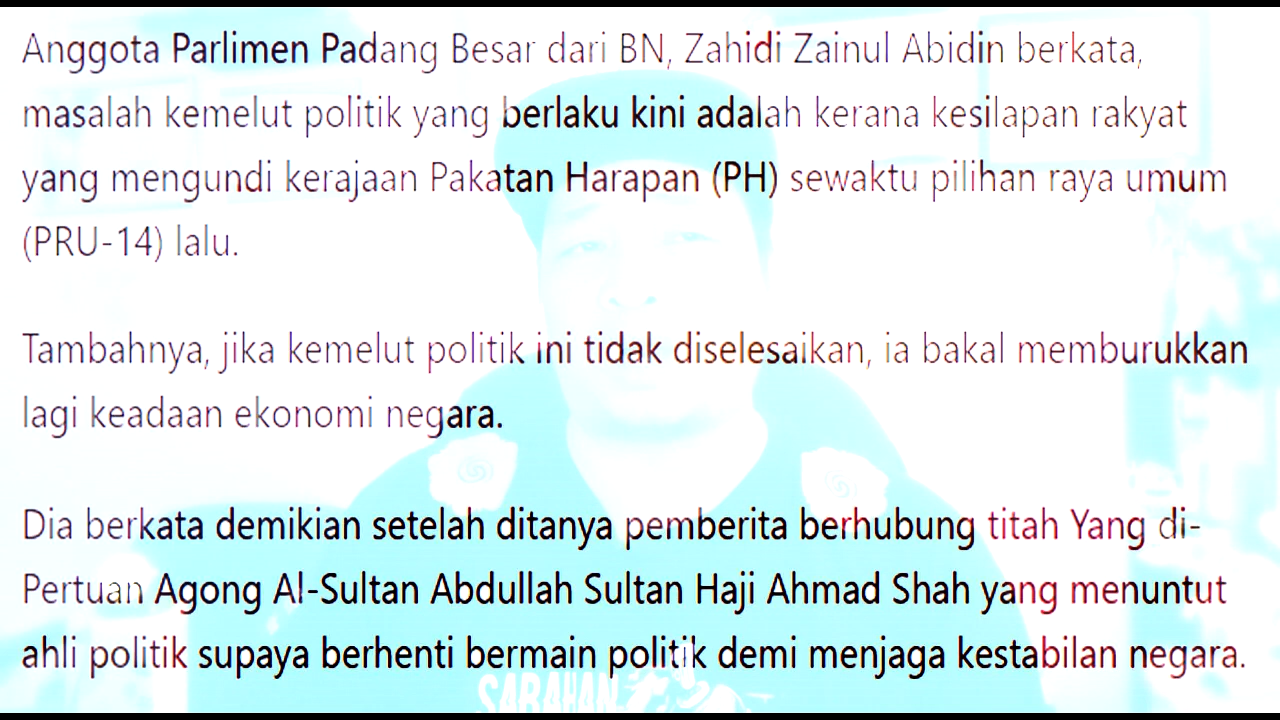 Anggota Parlimen Padang Besar dari BN, Zahidi Zainul Abidin berkata,
masalah kemelut politik yang berlaku kini adalah kerana kesilapan rakyat
yang mengundi kerajaan Pakatan Harapan (PH) sewaktu pilihan raya umum
(PRU-14) lalu.
Tambahnya, jika kemelut politik ini tidak diselesaikan, ia bakal memburukkan
lagi keadaan ekonomi negara.
Dia berkata demikian setelah ditanya pemberita berhubung titah Yang di-
Pertuan Agong Al-Sultan Abdullah Sultan Haji Ahmad Shah yang menuntut
ahli politik supaya berhenti bermain politik demi menjaga kestabilan negara.
SARAHAN